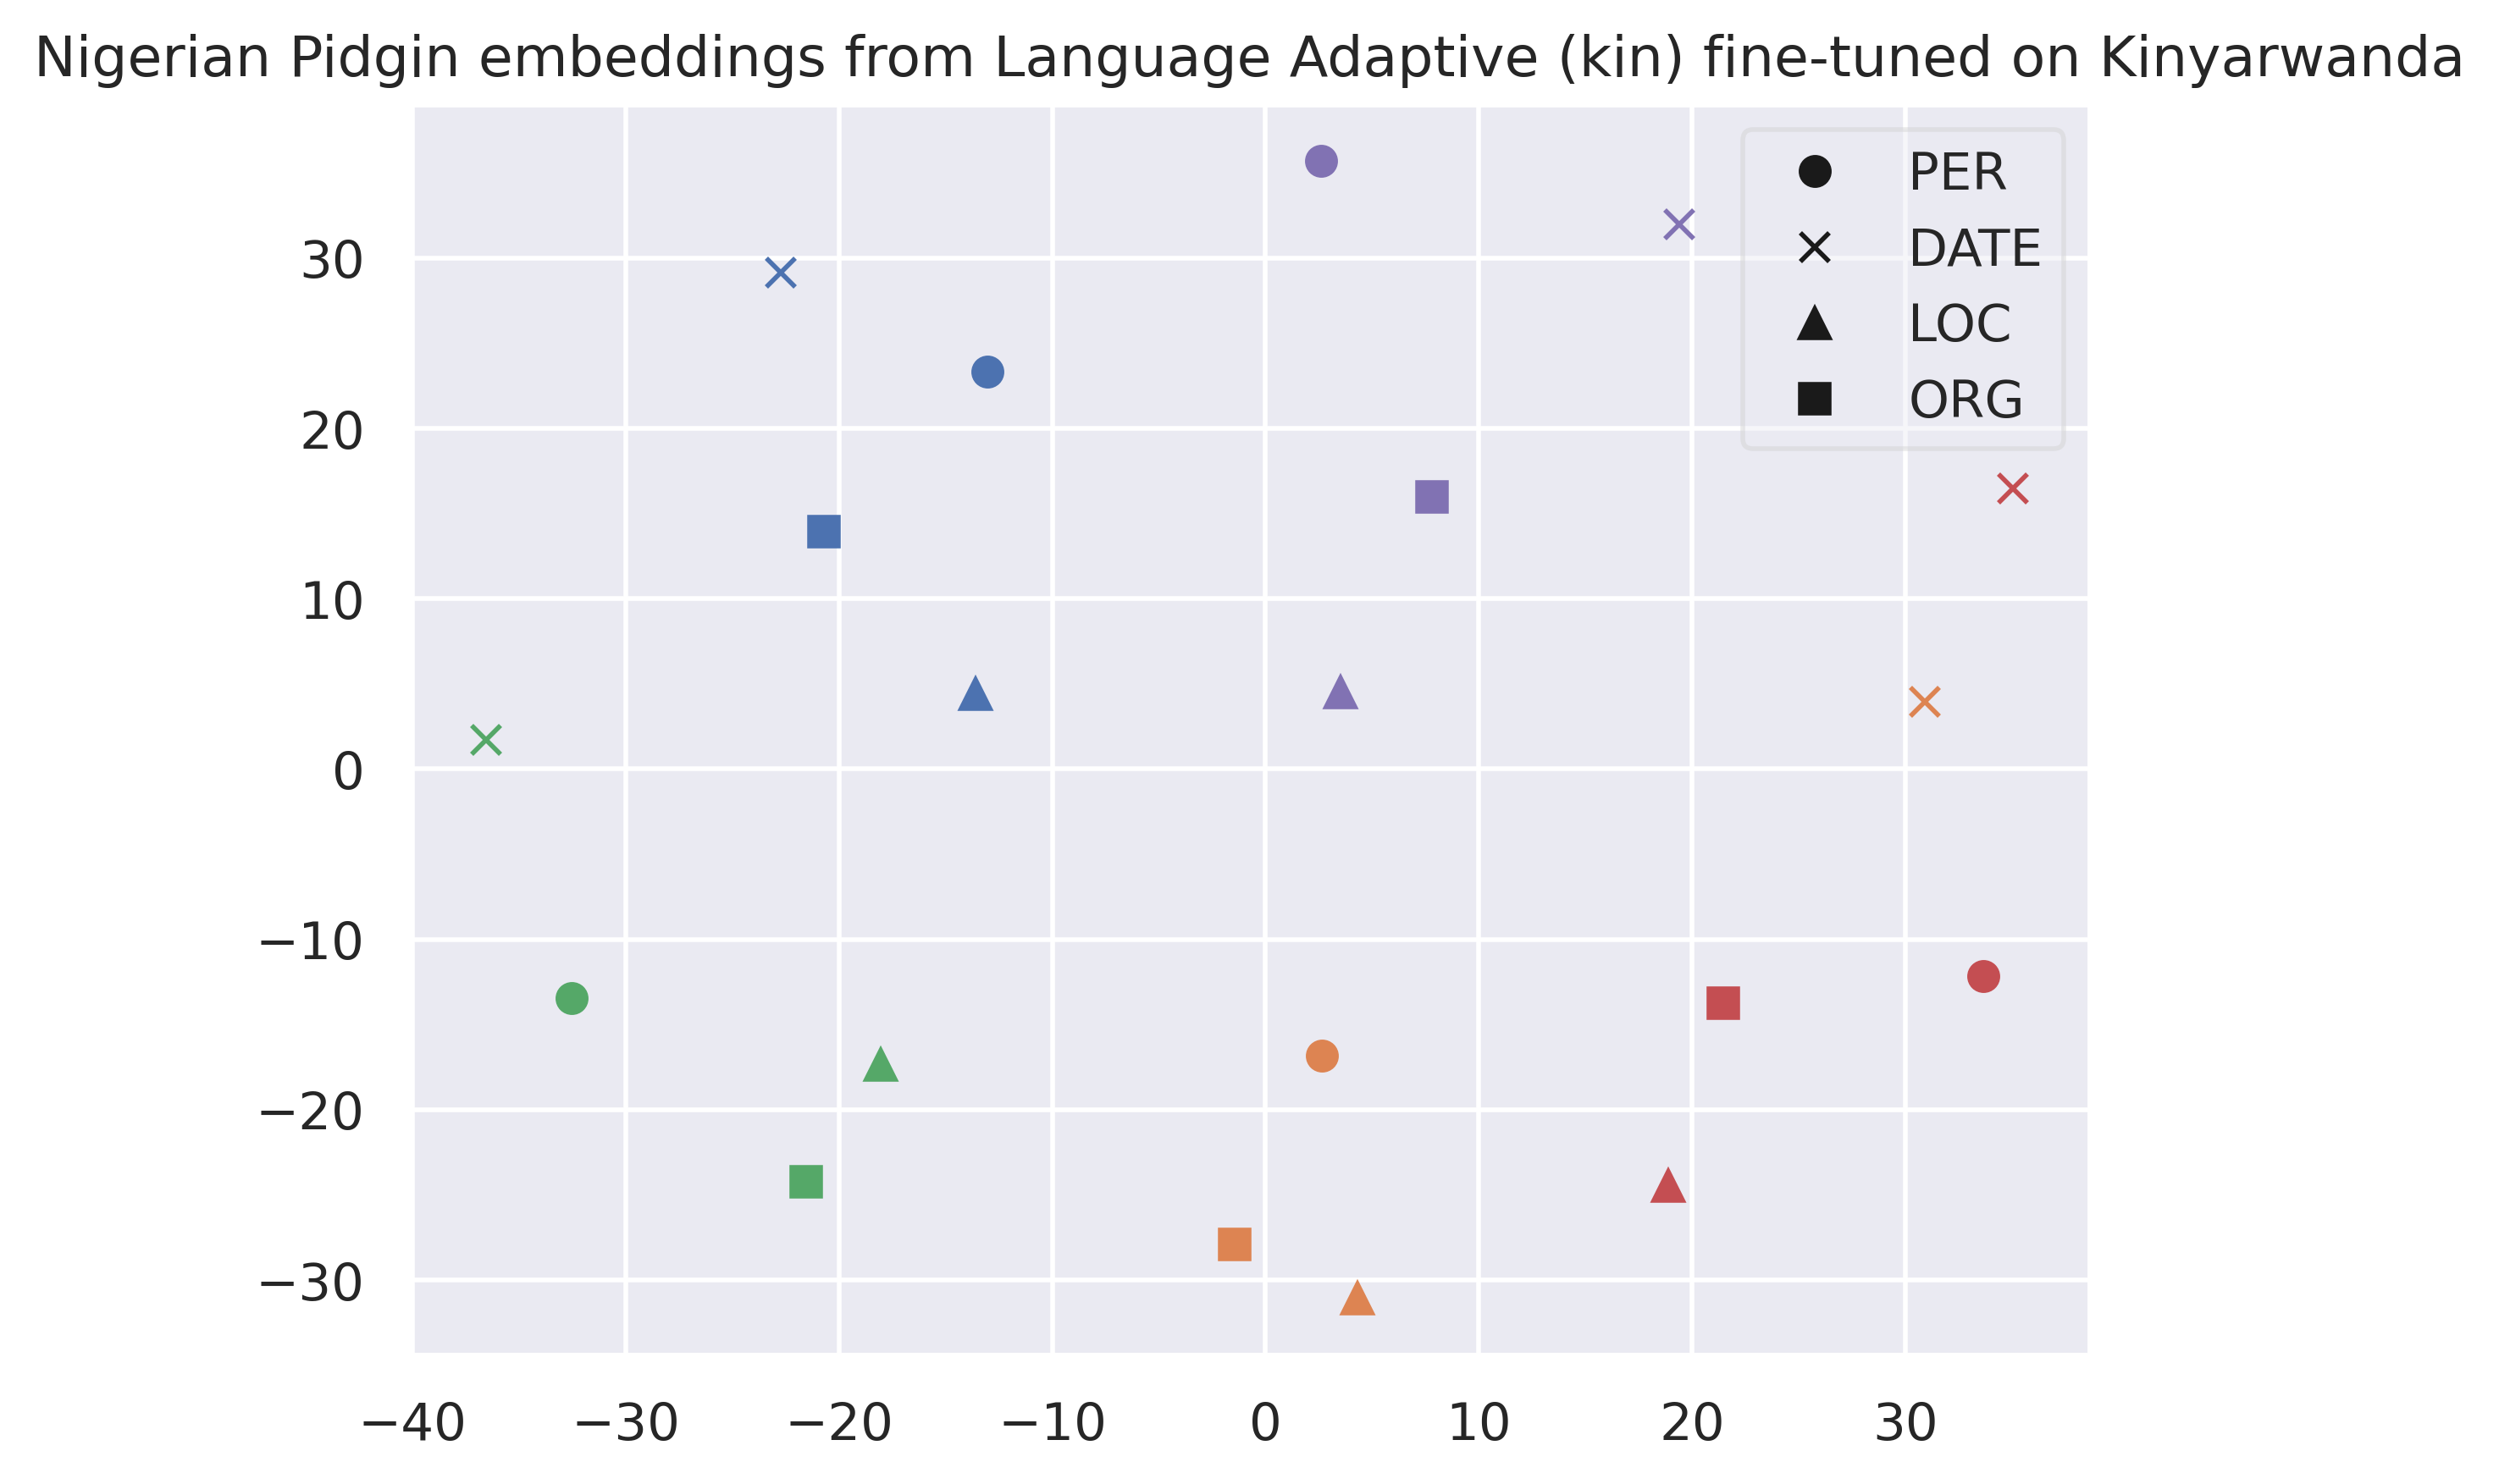 Nigerian Pidgin embeddings from Language Adaptive (kin) fine-tuned on Kinyarwanda
PER
DATE
LOC
ORG
30
20
10
0
−10
−20
−30
−40 −30 −20 −10 0 10 20 30